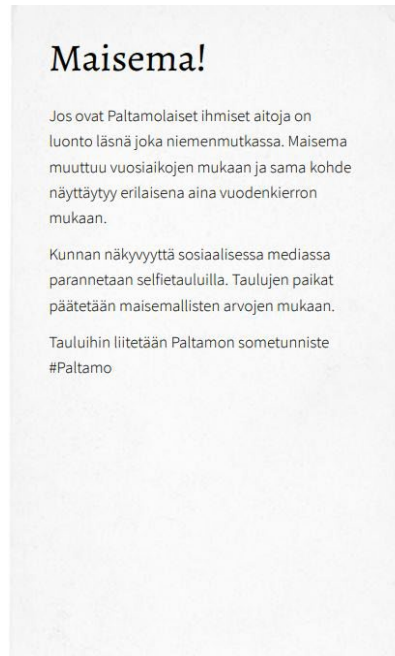 Maisema!
Jos ovat Paltamolaiset ihmiset aitoja on
luonto läsnä joka niemenmutkassa. Maisema
muuttuu vuosiaikojen mukaan ja sama kohde
näyttäytyy erilaisena aina vuodenkierron
mukaan.
Kunnan näkyvyyttä sosiaalisessa mediassa
parannetaan selfietauluilla. Taulujen paikat
päätetään maisemallisten arvojen mukaan.
Tauluihin liitetään Paltamon sometunniste
#Paltamo